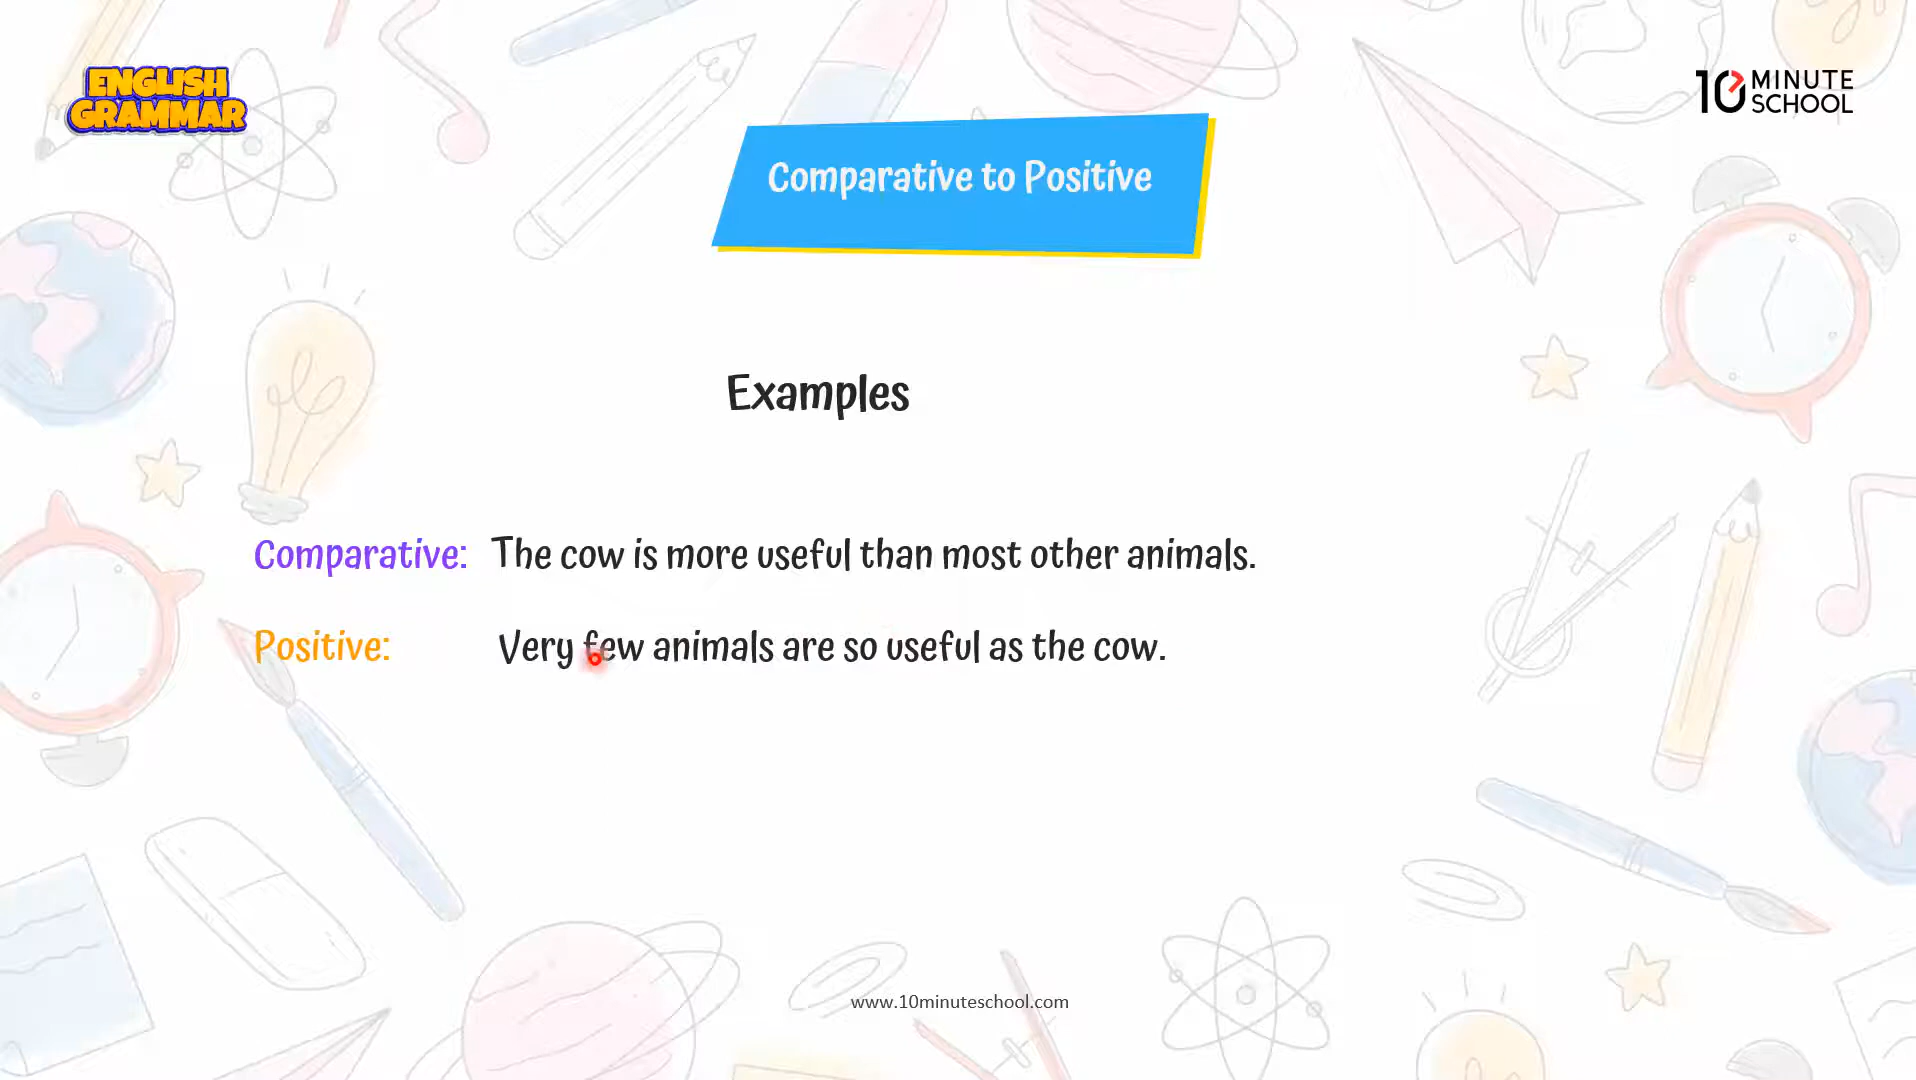 ENGLISH
GRAMMAR
10 MINUTE
SCHOOL
Comparative to Positive
Examples
Comparative: The cow is more useful than most other animals.
Positive: Very few animals are so useful as the cow.
www.10minuteschool.com